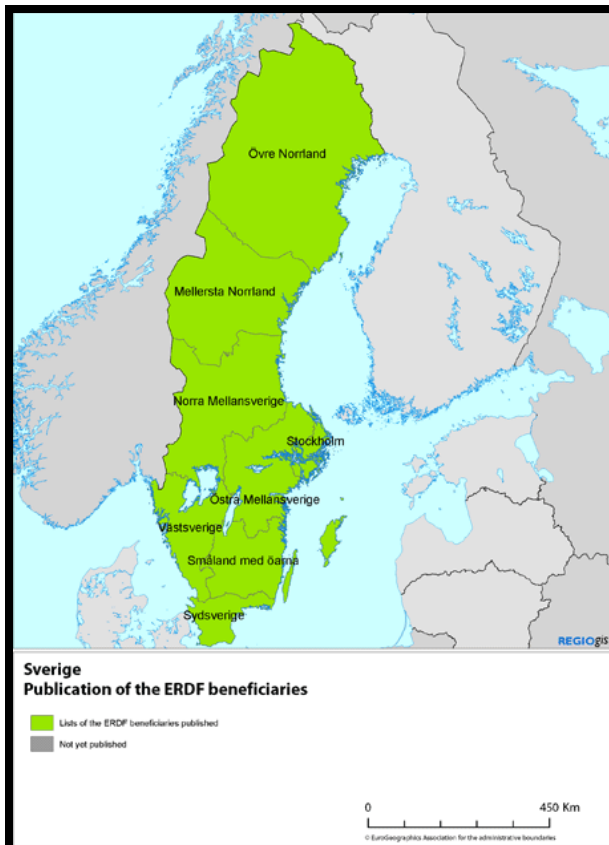 Övre Norrland
Mellersta Norrland
Norra Mellansverige
Stockholm
Östra Mellansverige
Västsverige
Småland med öarna
Sydsverige
REGIOgis
Sverige
Publication of the ERDF beneficiaries
Lists of the ERDF beneficiaries published
Not yet published
0 450 Km
© EuroGeographics Association for the administrative boundaries